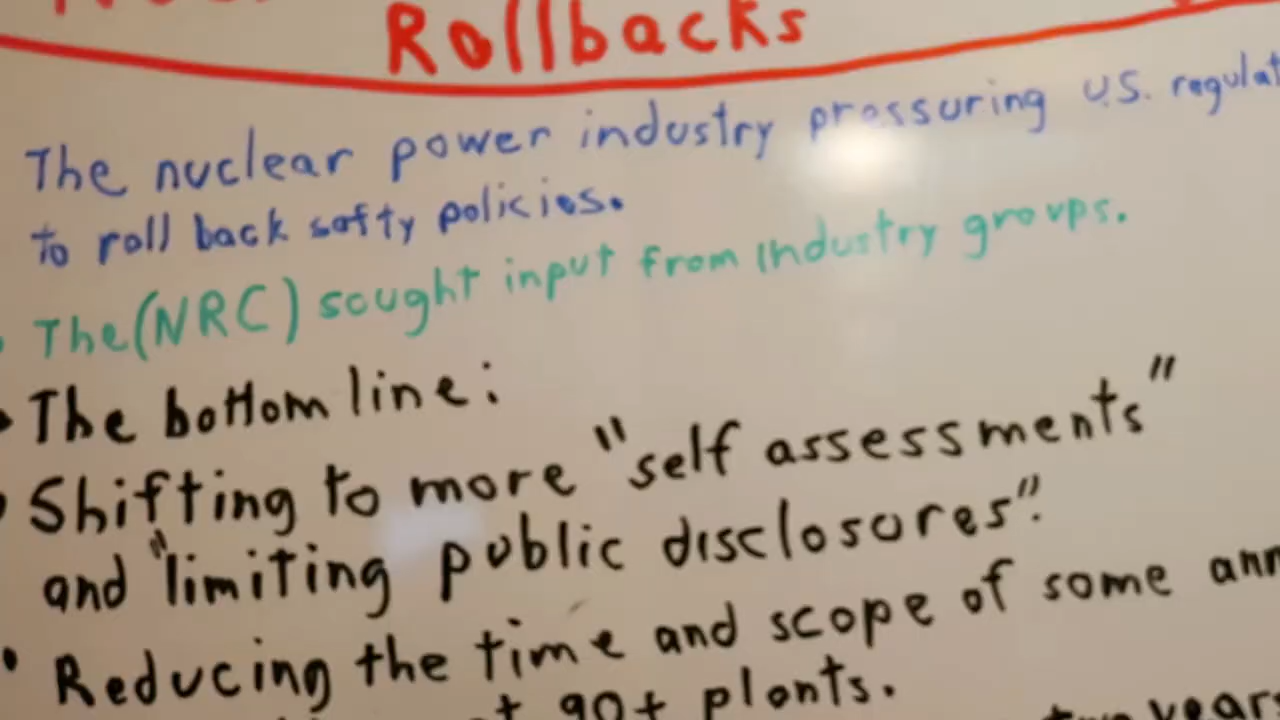 Rollbacks
The nuclear power industry pressuring U.S. regulat
to roll back safty policies.
The (NRC) sought input from industry groups.
The bottom line:
Shifting to more "self assessments"
and "limiting public disclosures".
Reducing the time and scope of some ann
90+ plants.
years